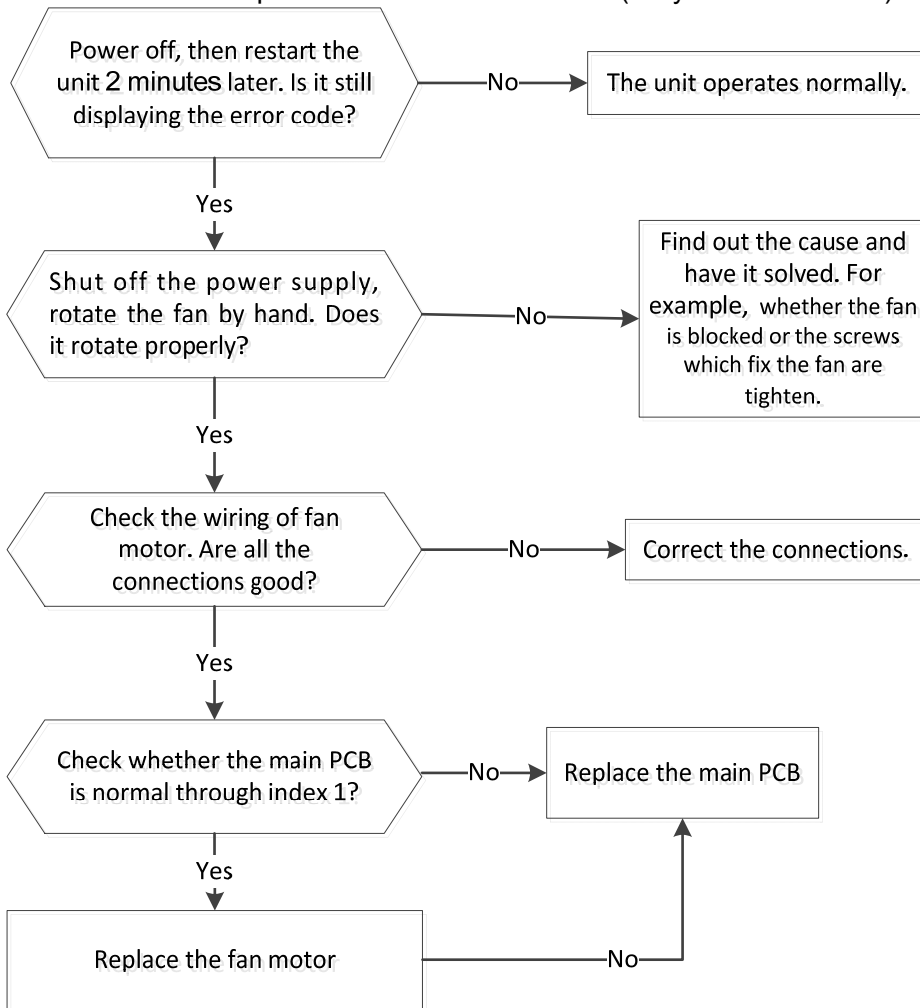 Power off, then restart the
unit 2 minutes later. Is it still
displaying the error code?
No
The unit operates normally.
Yes
Shut off the power supply,
rotate the fan by hand. Does
it rotate properly?
No
Find out the cause and
have it solved. For
example, whether the fan
is blocked or the screws
which fix the fan are
tighten.
Yes
Check the wiring of fan
motor. Are all the
connections good?
No
Correct the connections.
Yes
Check whether the main PCB
is normal through index 1?
No
Replace the main PCB
Yes
Replace the fan motor
No